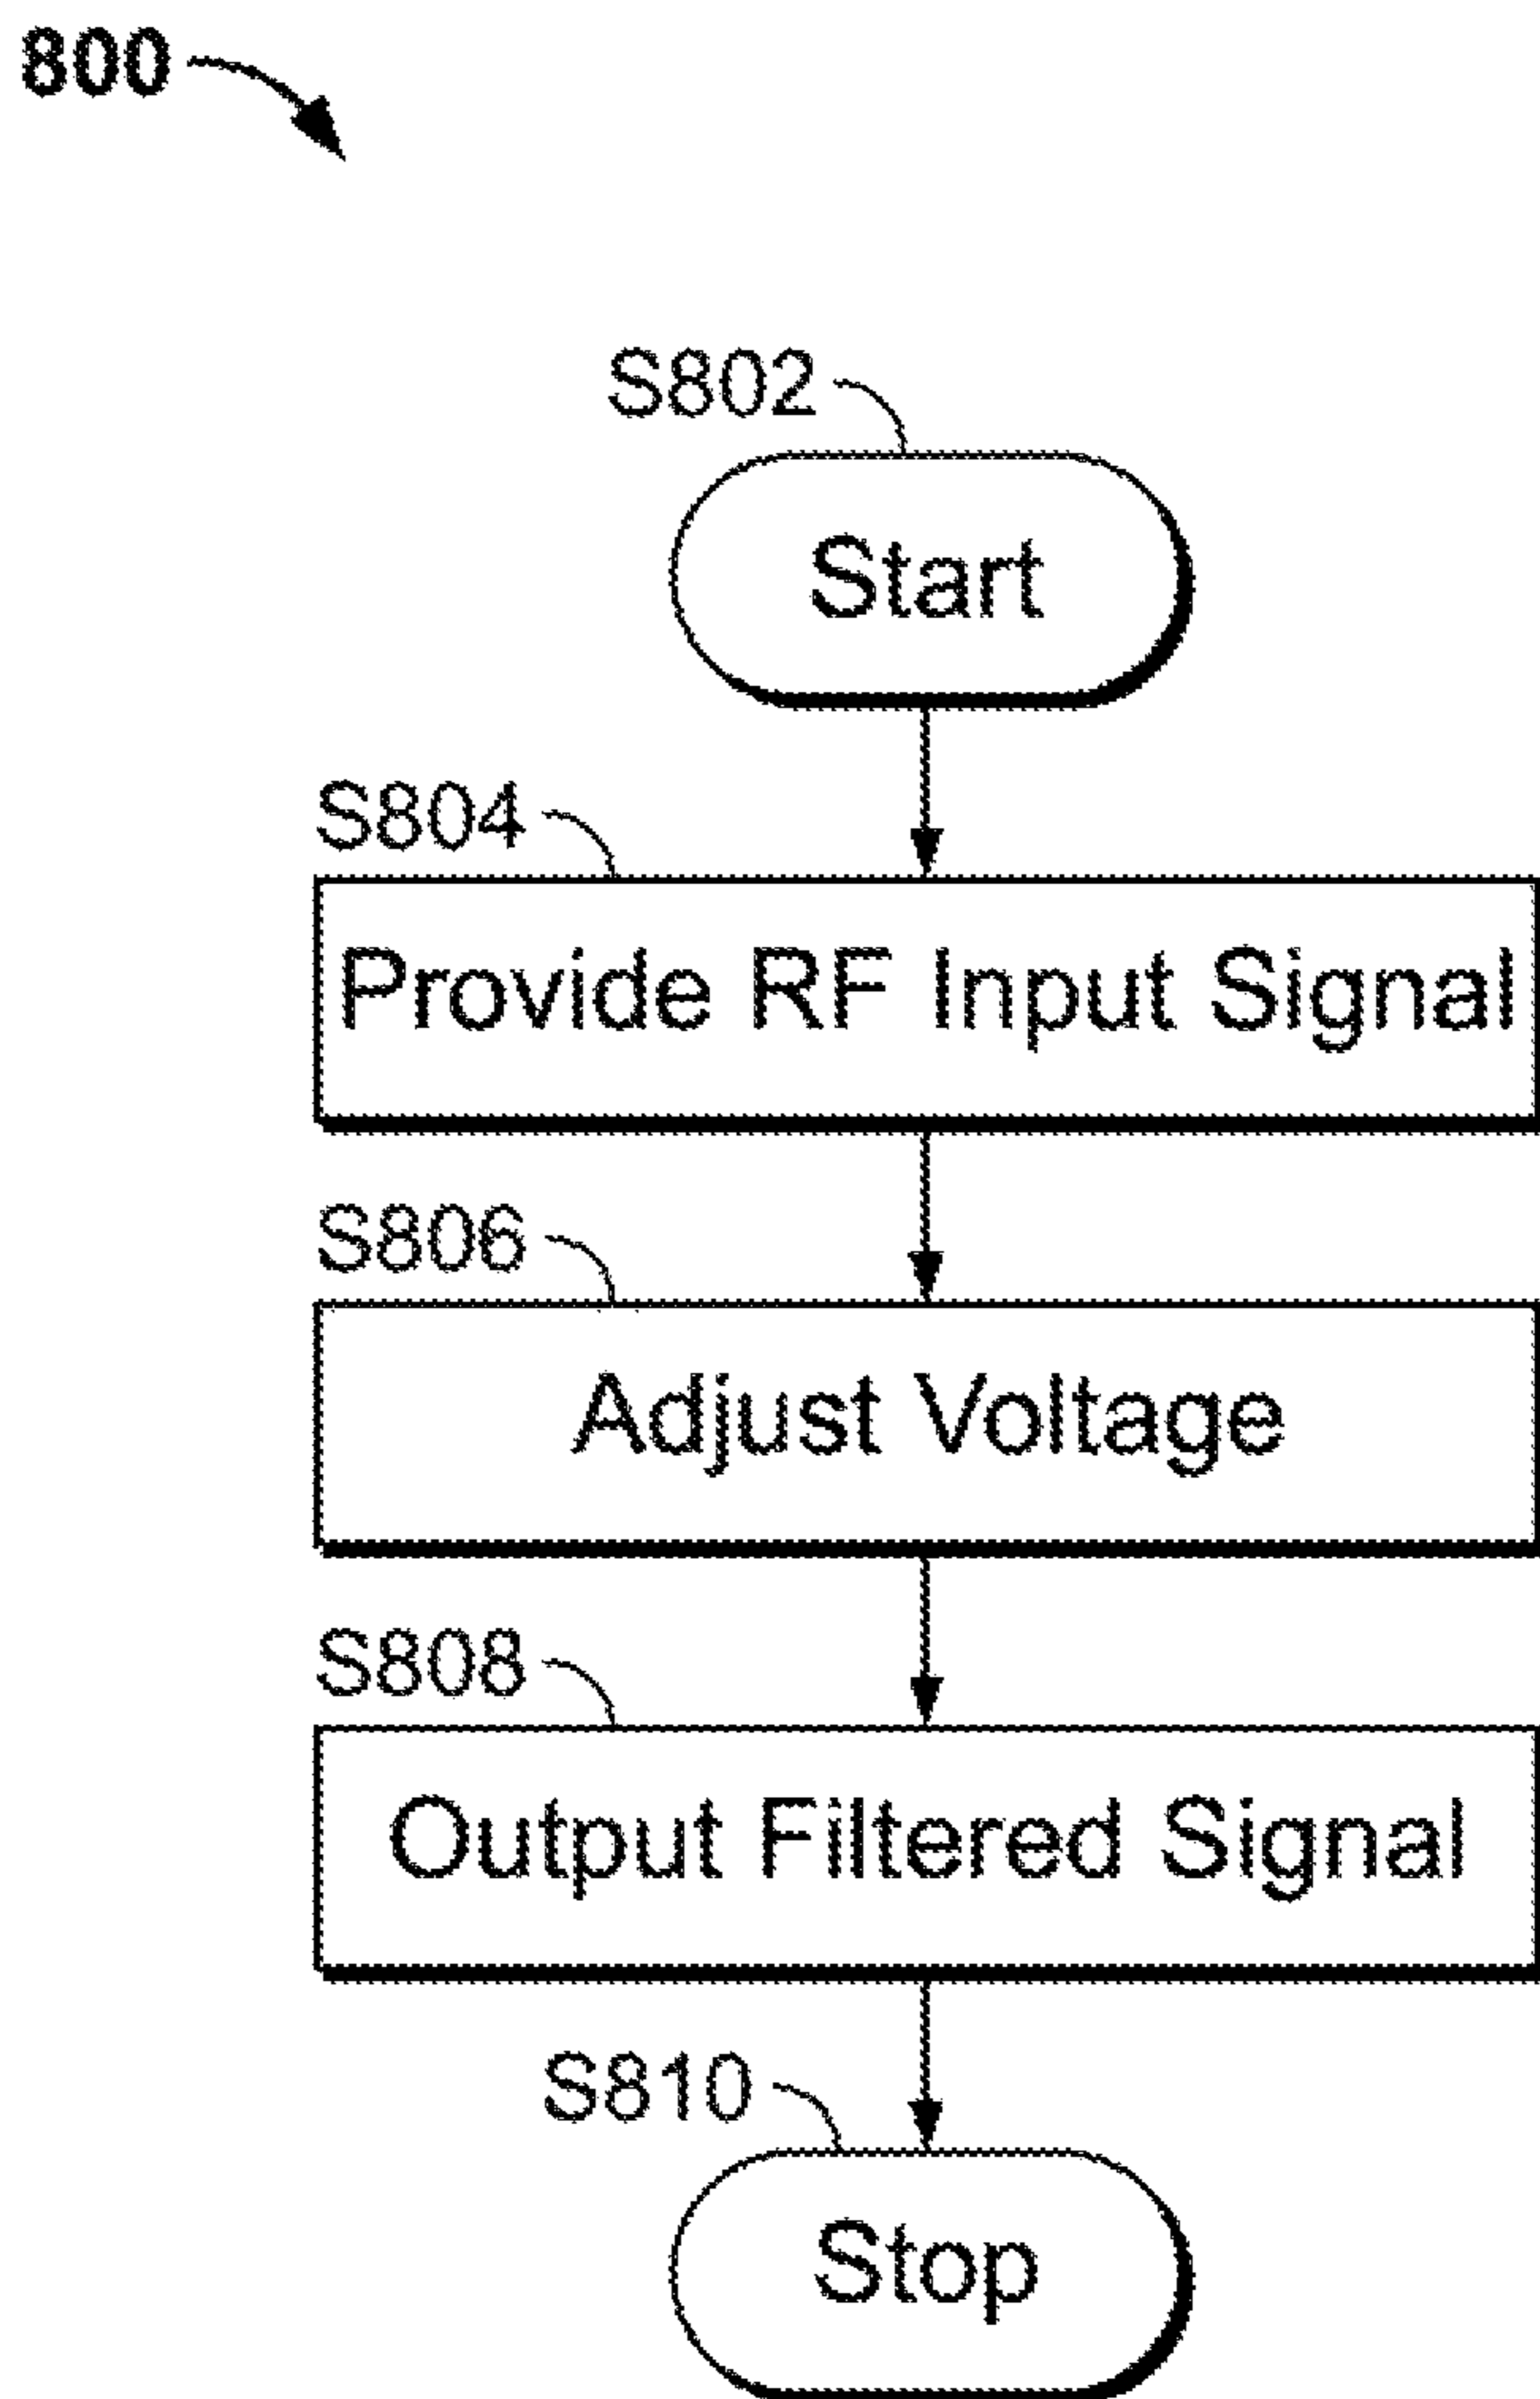 800
S802
Start
S804
Provide RF Input Signal
S806
Adjust Voltage
S808
Output Filtered Signal
S810
Stop